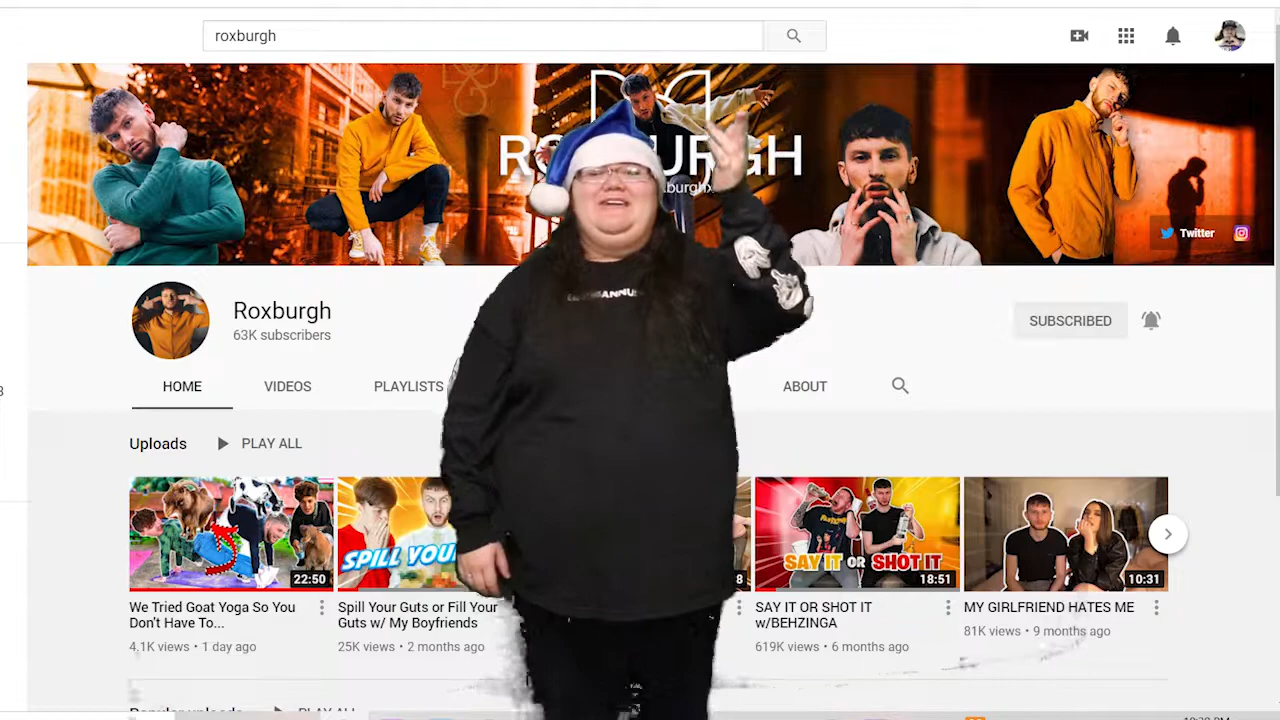 roxburgh
ROXBURGH
Twitter
Roxburgh
63K subscribers
SUBSCRIBED
HOME
VIDEOS
PLAYLISTS
ABOUT
Uploads
PLAY ALL
22:50
SPILL YOU
8
SAY IT OR SHOT IT
18:51
10:31
We Tried Goat Yoga So You
Don't Have To...
4.1K views • 1 day ago
Spill Your Guts or Fill Your
Guts w/ My Boyfriends
25K views • 2 months ago
SAY IT OR SHOT IT
w/BEHZINGA
619K views • 6 months ago
MY GIRLFRIEND HATES ME
81K views • 9 months ago